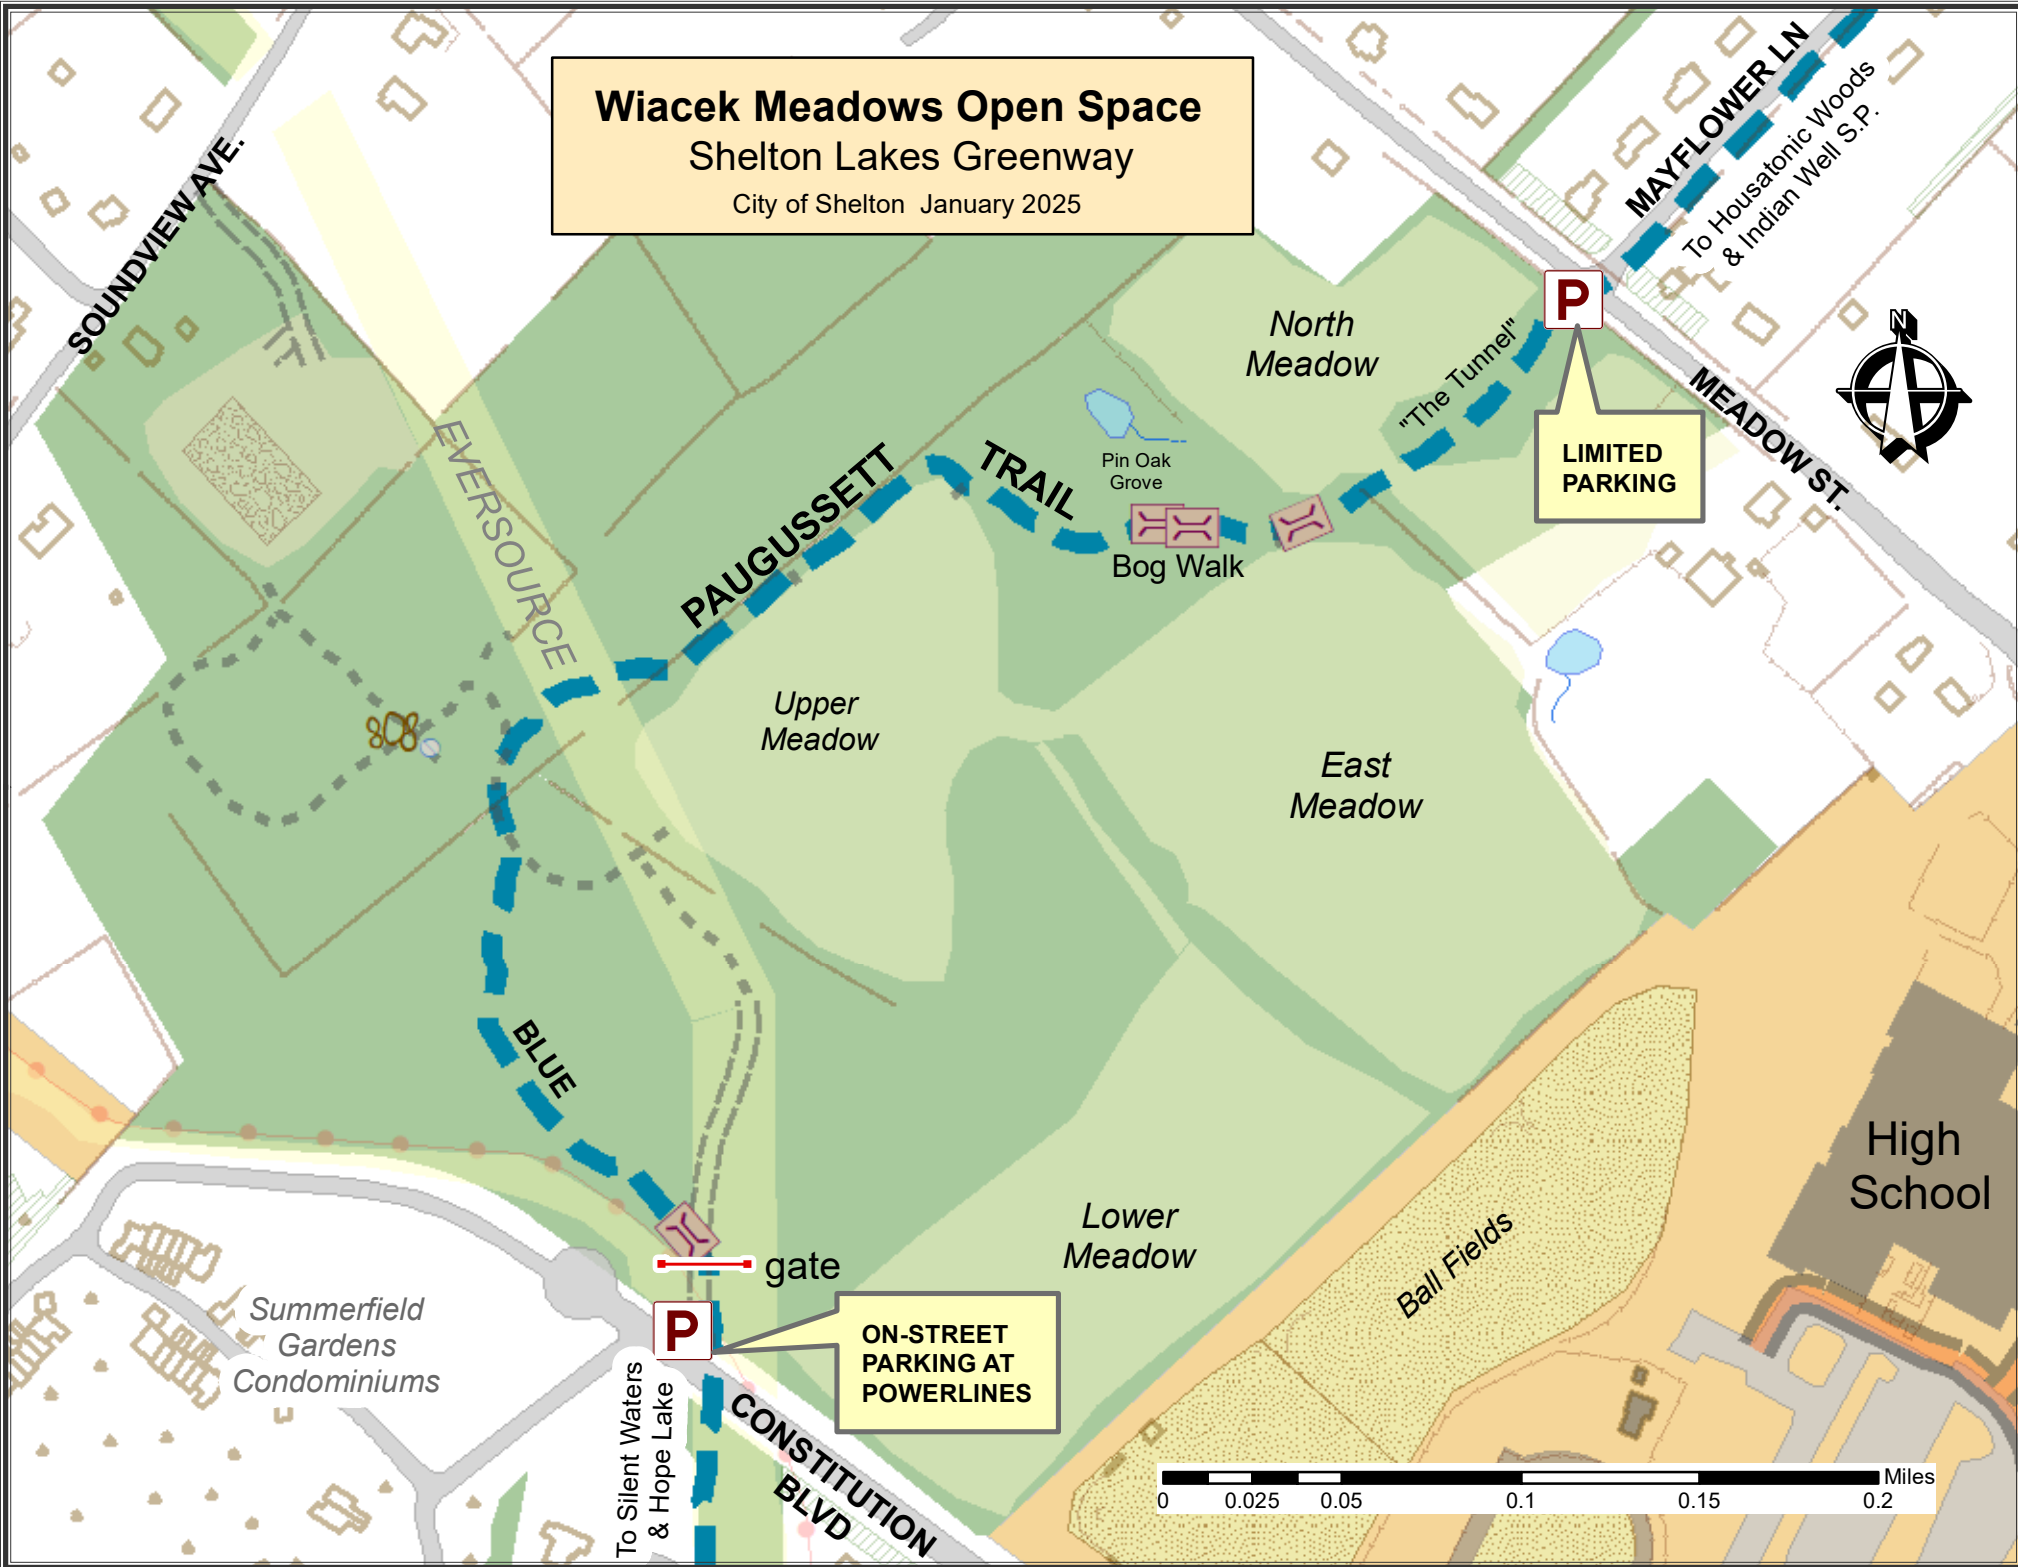 Wiacek Meadows Open Space
Shelton Lakes Greenway
City of Shelton January 2025
SOUNDVIEW AVE.
MAYFLOWER LN
To Housatonic Woods
& Indian Well S.P.
P
N
North
Meadow
"The Tunnel"
LIMITED
PARKING
MEADOW ST.
EVERSOURCE
PAUGUSSETT
TRAIL
Pin Oak
Grove
Bog Walk
Upper
Meadow
East
Meadow
BLUE
High
School
Lower
Meadow
Ball Fields
gate
P
ON-STREET
PARKING AT
POWERLINES
Summerfield
Gardens
Condominiums
To Silent Waters
& Hope Lake
CONSTITUTION
BLVD
Miles
0 0.025 0.05 0.1 0.15 0.2